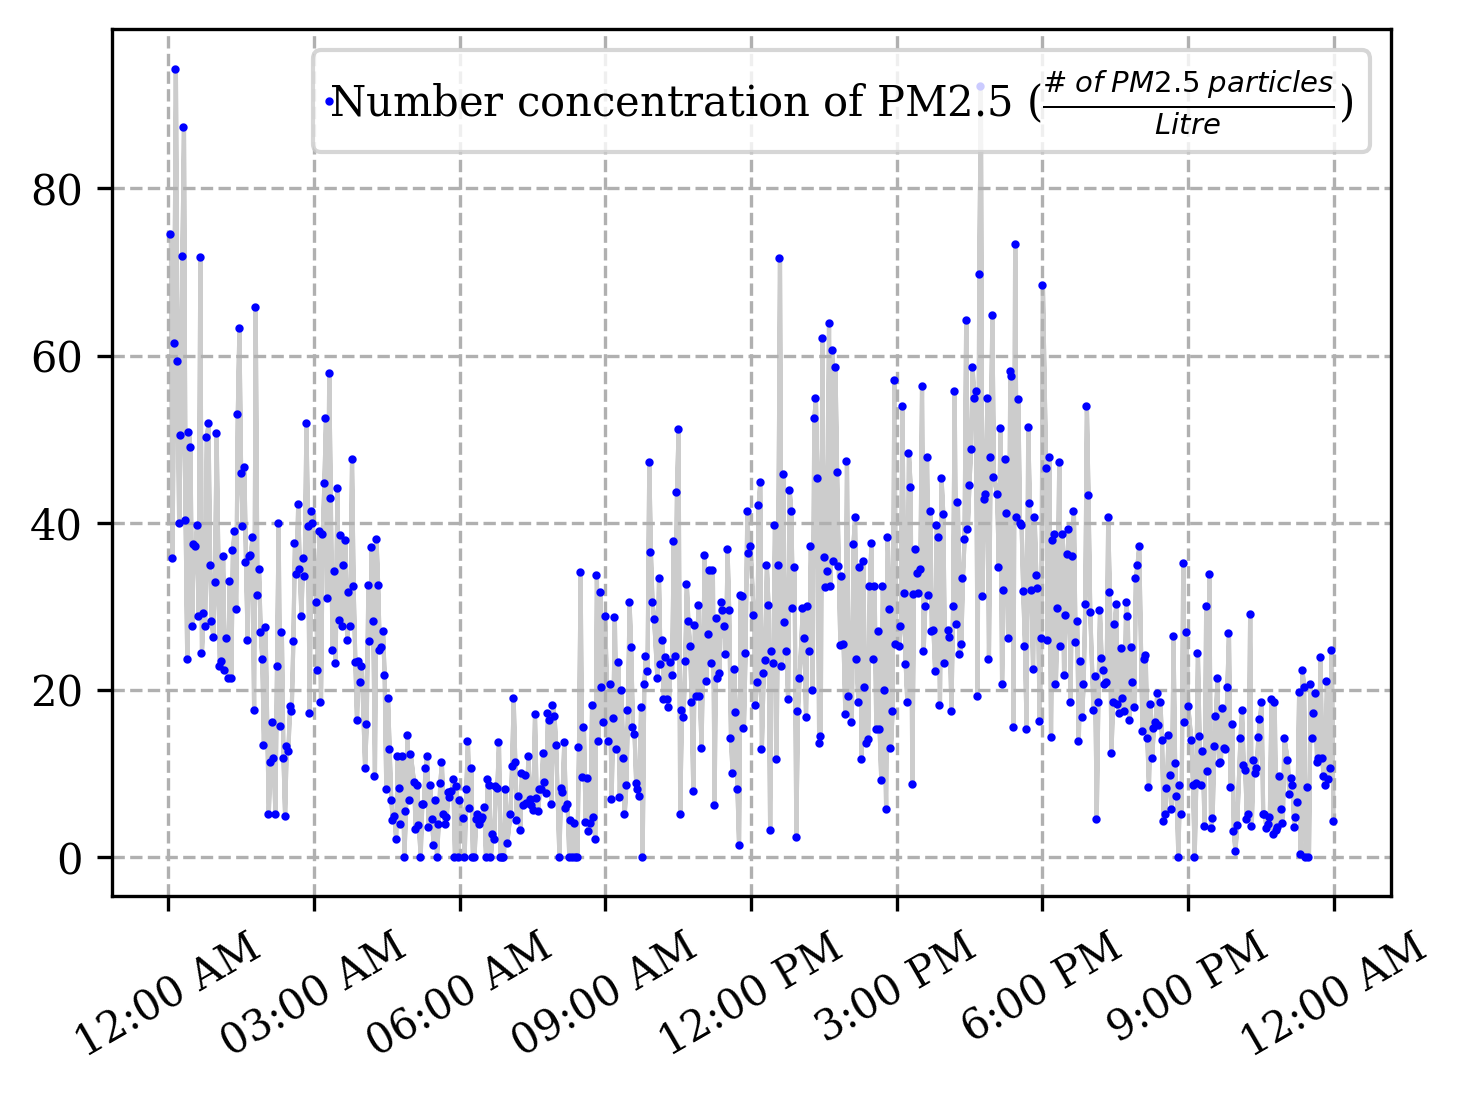 Number concentration of PM2.5 (# of PM2.5 particles / Litre)
80
60
40
20
0
12:00 AM
03:00 AM
06:00 AM
09:00 AM
12:00 PM
3:00 PM
6:00 PM
9:00 PM
12:00 AM